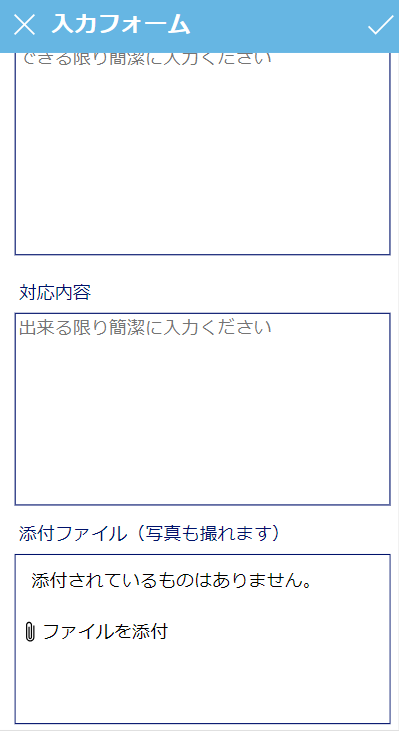 入力フォーム
できる限り簡潔に入力ください
対応内容
出来る限り簡潔に入力ください
添付ファイル（写真も撮れます）
添付されているものはありません。
ファイルを添付